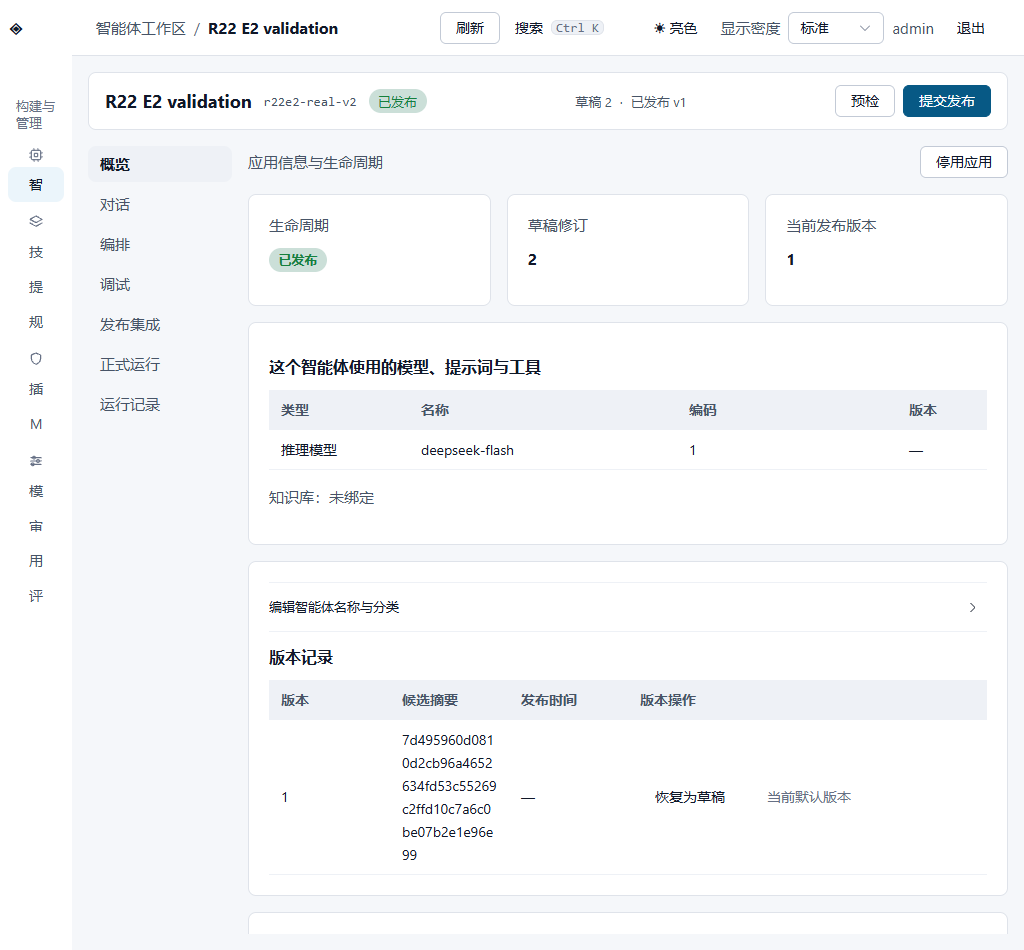 智能体工作区 / R22 E2 validation
刷新
搜索 Ctrl K
☀ 亮色
显示密度
标准
admin
退出
构建与
管理
智
技
提
规
插
M
模
审
用
评
R22 E2 validation r22e2-real-v2 已发布
草稿 2 · 已发布 v1
预检
提交发布
概览
对话
编排
调试
发布集成
正式运行
运行记录
应用信息与生命周期
停用应用
生命周期
已发布
草稿修订
2
当前发布版本
1
这个智能体使用的模型、提示词与工具
类型 名称 编码 版本
推理模型 deepseek-flash 1 —
知识库：未绑定
编辑智能体名称与分类
版本记录
版本 候选摘要 发布时间 版本操作
1
7d495960d081
0d2cb96a4652
634fd53c55269
c2ffd10c7a6c0
be07b2e1e96e
99
—
恢复为草稿
当前默认版本